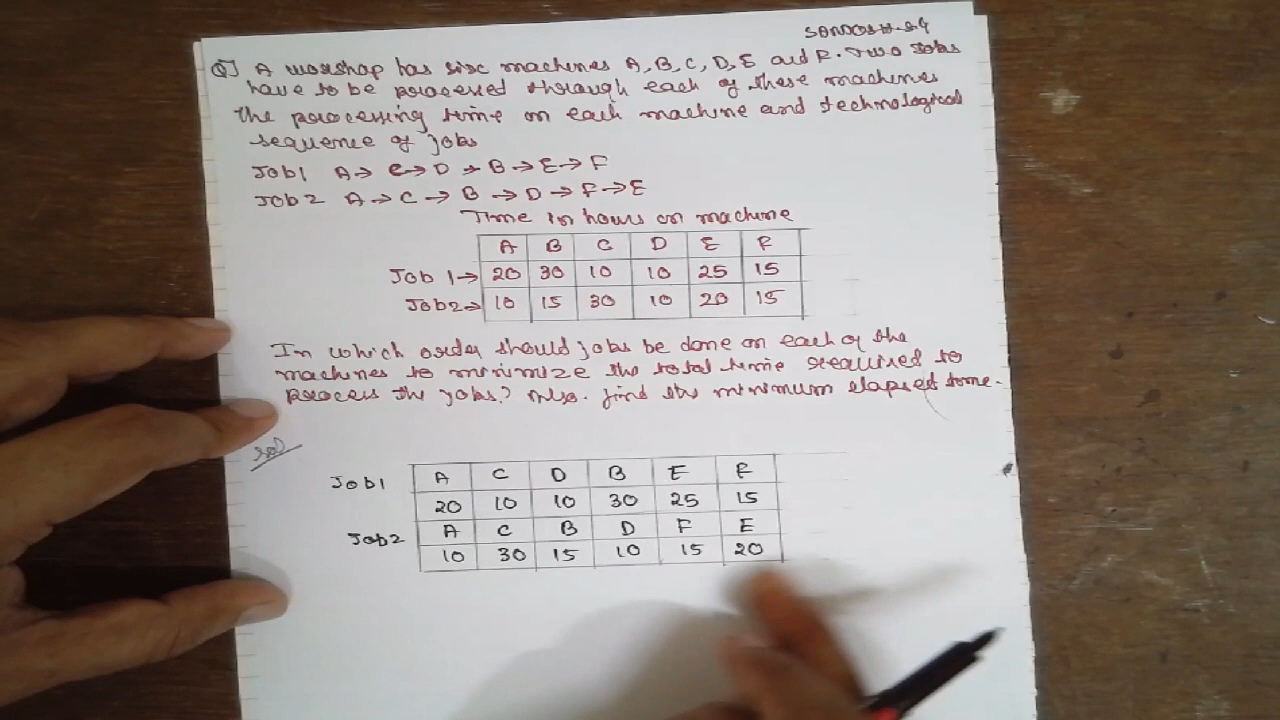 Q] A workshop has six machines A, B, C, D, E and F. Two Jobs
have to be processed through each of these machines
The processing time on each machine and technological
sequence of jobs
Job1 A → C → D → B → E → F
Job2 A → C → B → D → F → E
Time in hours on machine
A B C D E F
Job 1→ 20 30 10 10 25 15
Job2→ 10 15 30 10 20 15
In which order should jobs be done on each of the
machines to minimize the total time required to
process the jobs? Also. find the minimum elapsed time.
Sol
Job1 A C D B E F
20 10 10 30 25 15
Job2 A C B D F E
10 30 15 10 15 20